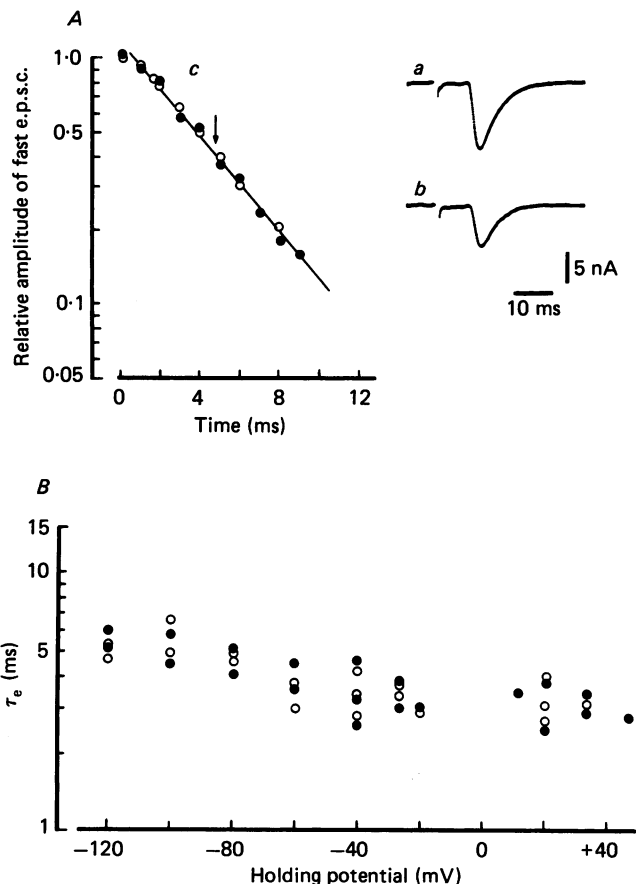 A
Relative amplitude of fast e.p.s.c.
1·0
0·5
0·1
0·05
c
0 4 8 12
Time (ms)
a
b
5 nA
10 ms
B
τe (ms)
15
10
5
1
−120 −80 −40 0 +40
Holding potential (mV)